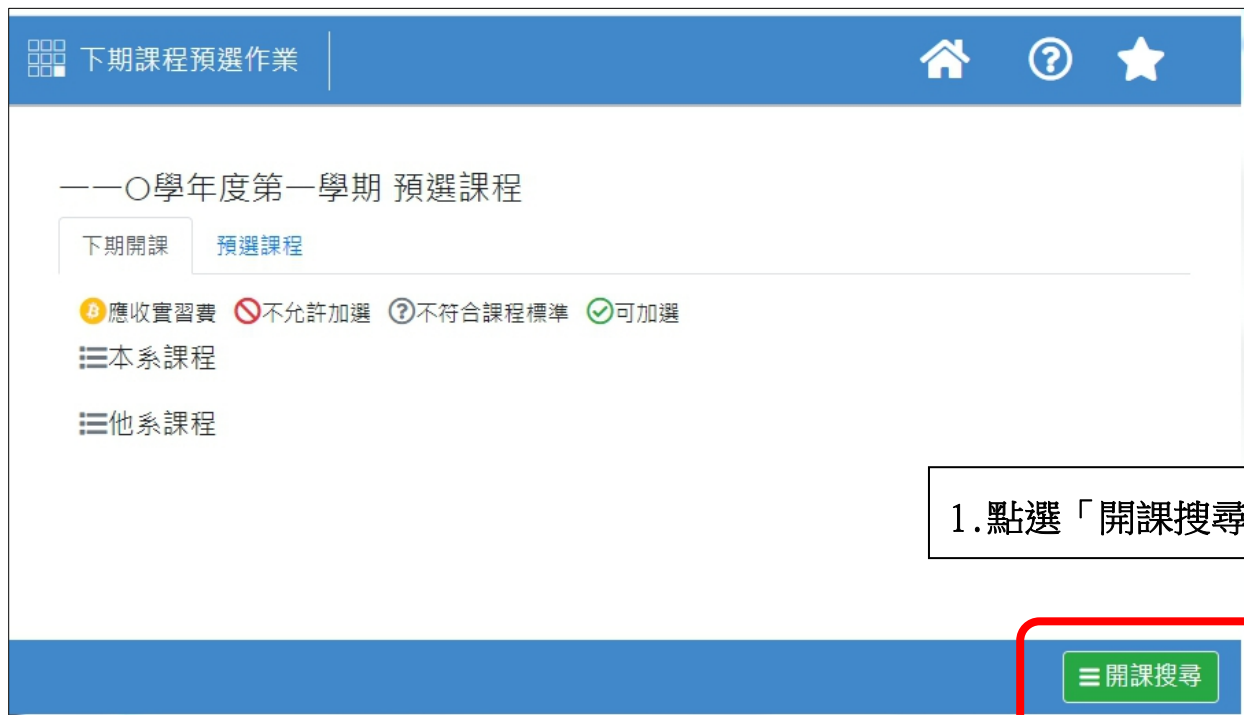 下期課程預選作業
一一○學年度第一學期 預選課程
下期開課 預選課程
應收實習費 不允許加選 不符合課程標準 可加選
本系課程
他系課程
1.點選「開課搜尋
開課搜尋